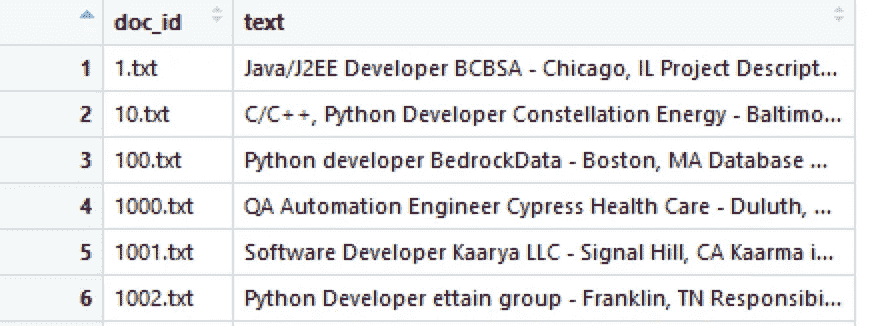 doc_id text
1 1.txt Java/J2EE Developer BCBSA - Chicago, IL Project Descript...
2 10.txt C/C++, Python Developer Constellation Energy - Baltimo...
3 100.txt Python developer BedrockData - Boston, MA Database ...
4 1000.txt QA Automation Engineer Cypress Health Care - Duluth, ...
5 1001.txt Software Developer Kaarya LLC - Signal Hill, CA Kaarma i...
6 1002.txt Python Developer ettain group - Franklin, TN Responsibi...